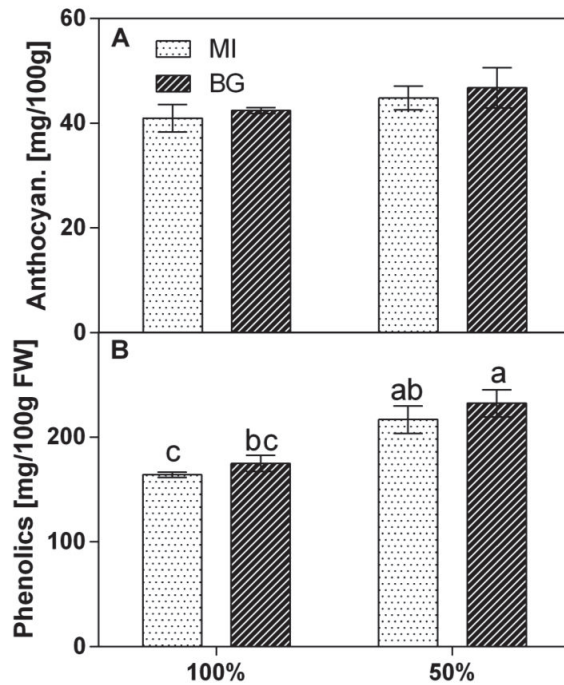 A
MI
BG
Anthocyan. [mg/100g]
60
40
20
0
B
Phenolics [mg/100g FW]
200
100
0
c
bc
ab
a
100%
50%